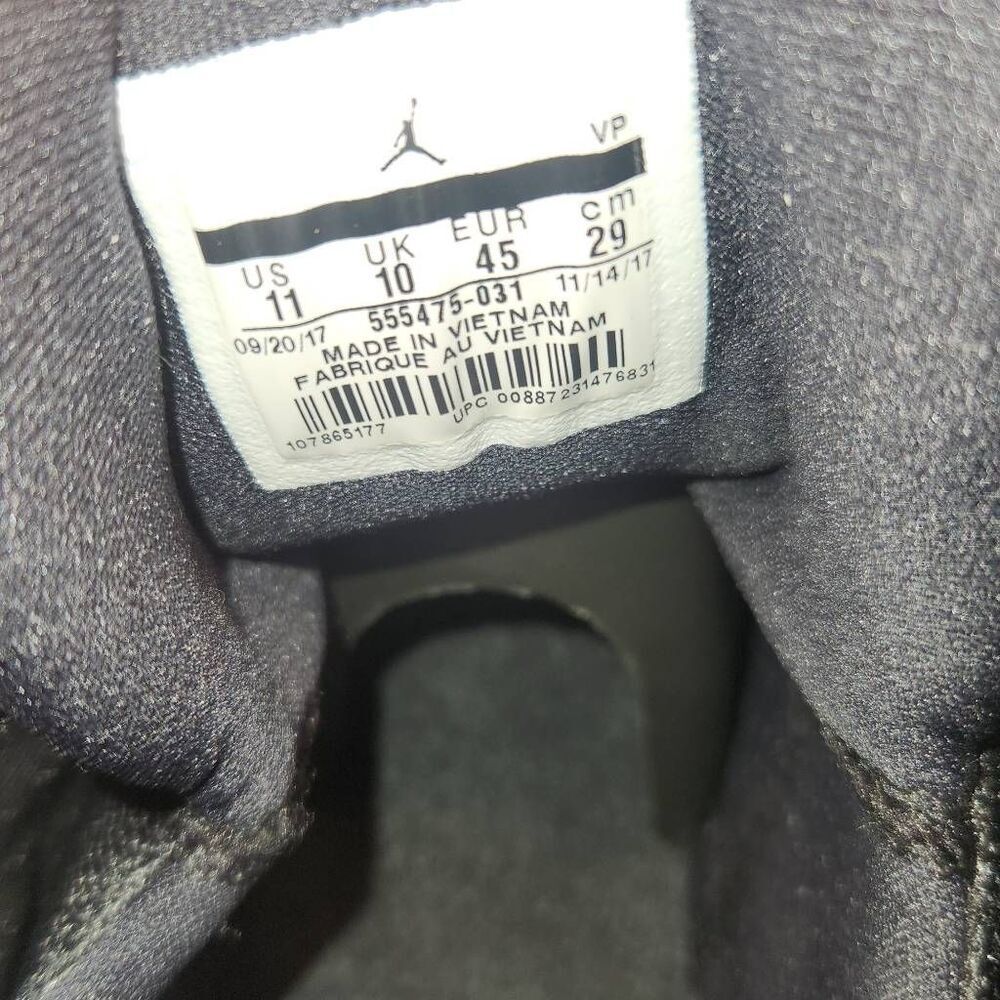 VP
US UK EUR cm
11 10 45 29
09/20/17 555475-031 11/14/17
MADE IN VIETNAM
FABRIQUE AU VIETNAM
107865177 UPC 00887231476831